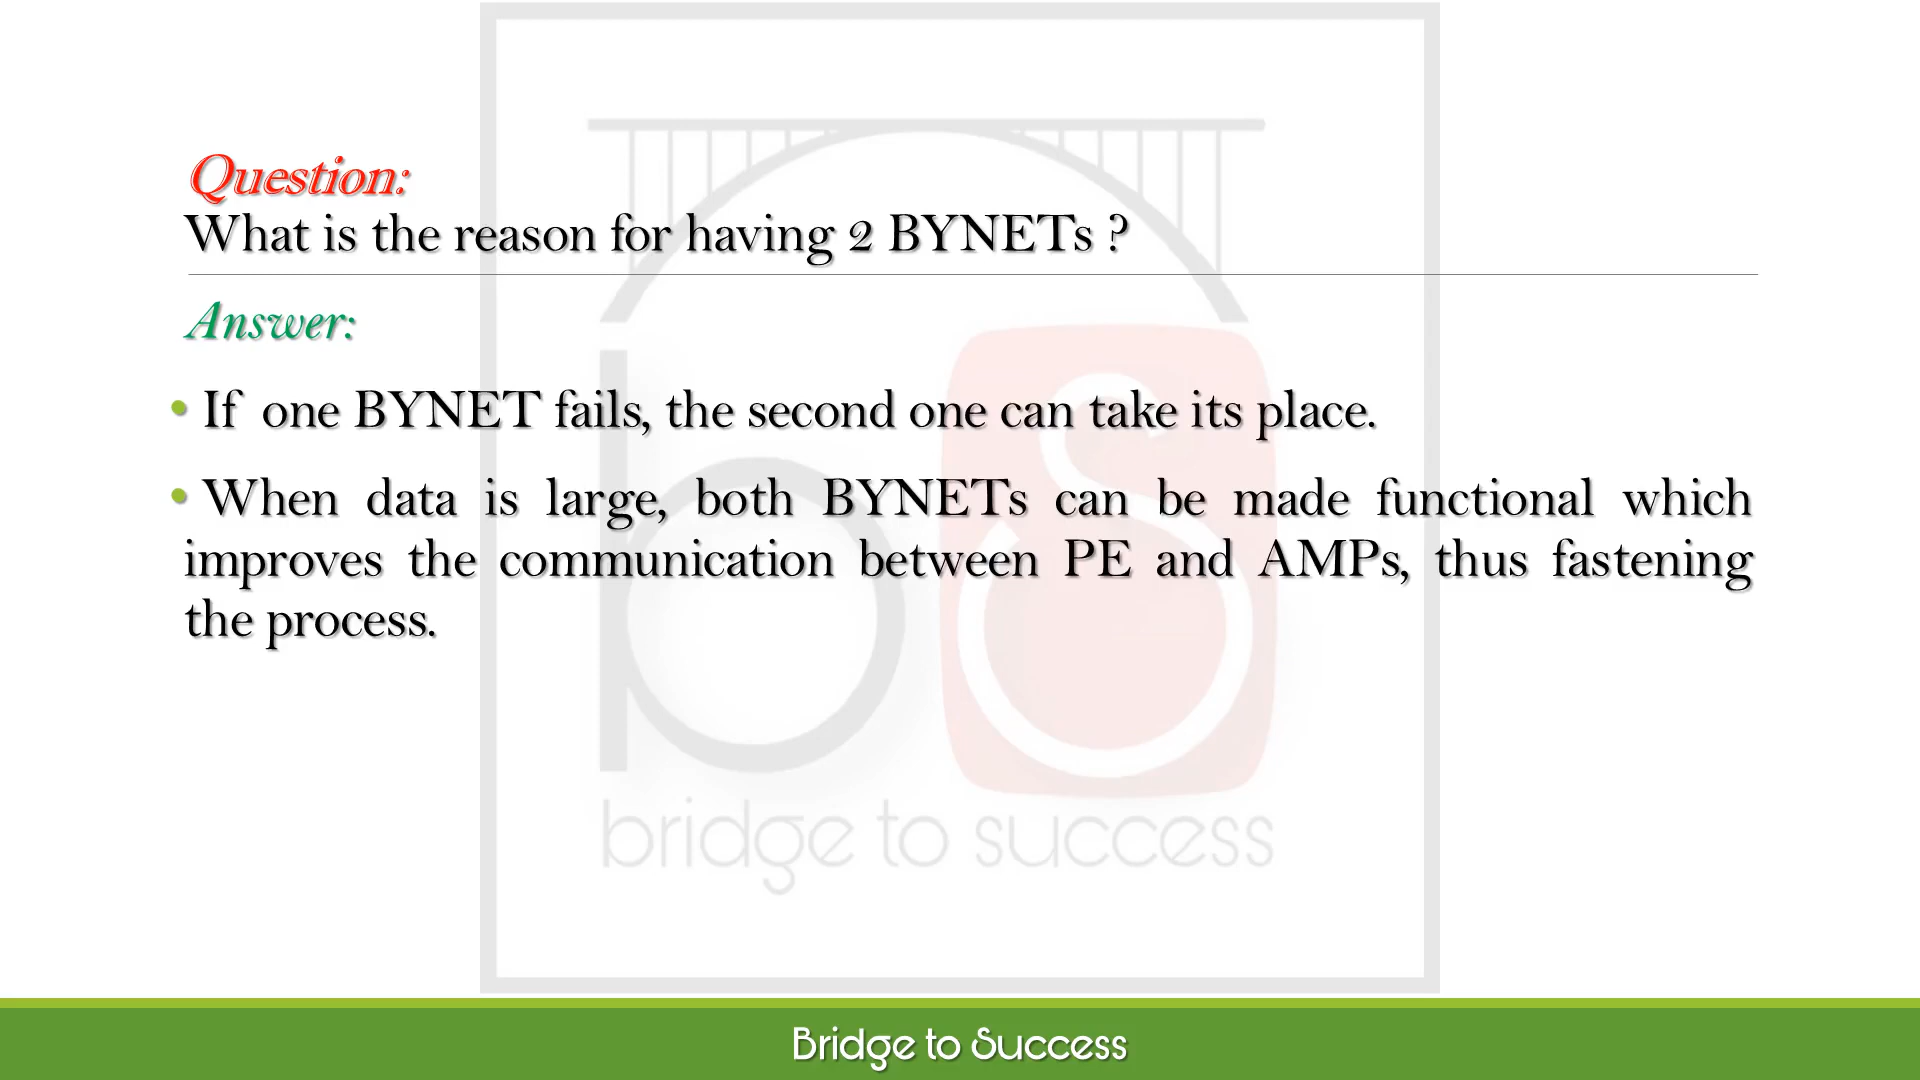 Question:
What is the reason for having 2 BYNETs ?
Answer:
• If one BYNET fails, the second one can take its place.
• When data is large, both BYNETs can be made functional which
improves the communication between PE and AMPs, thus fastening
the process.
bridge to success
Bridge to Success